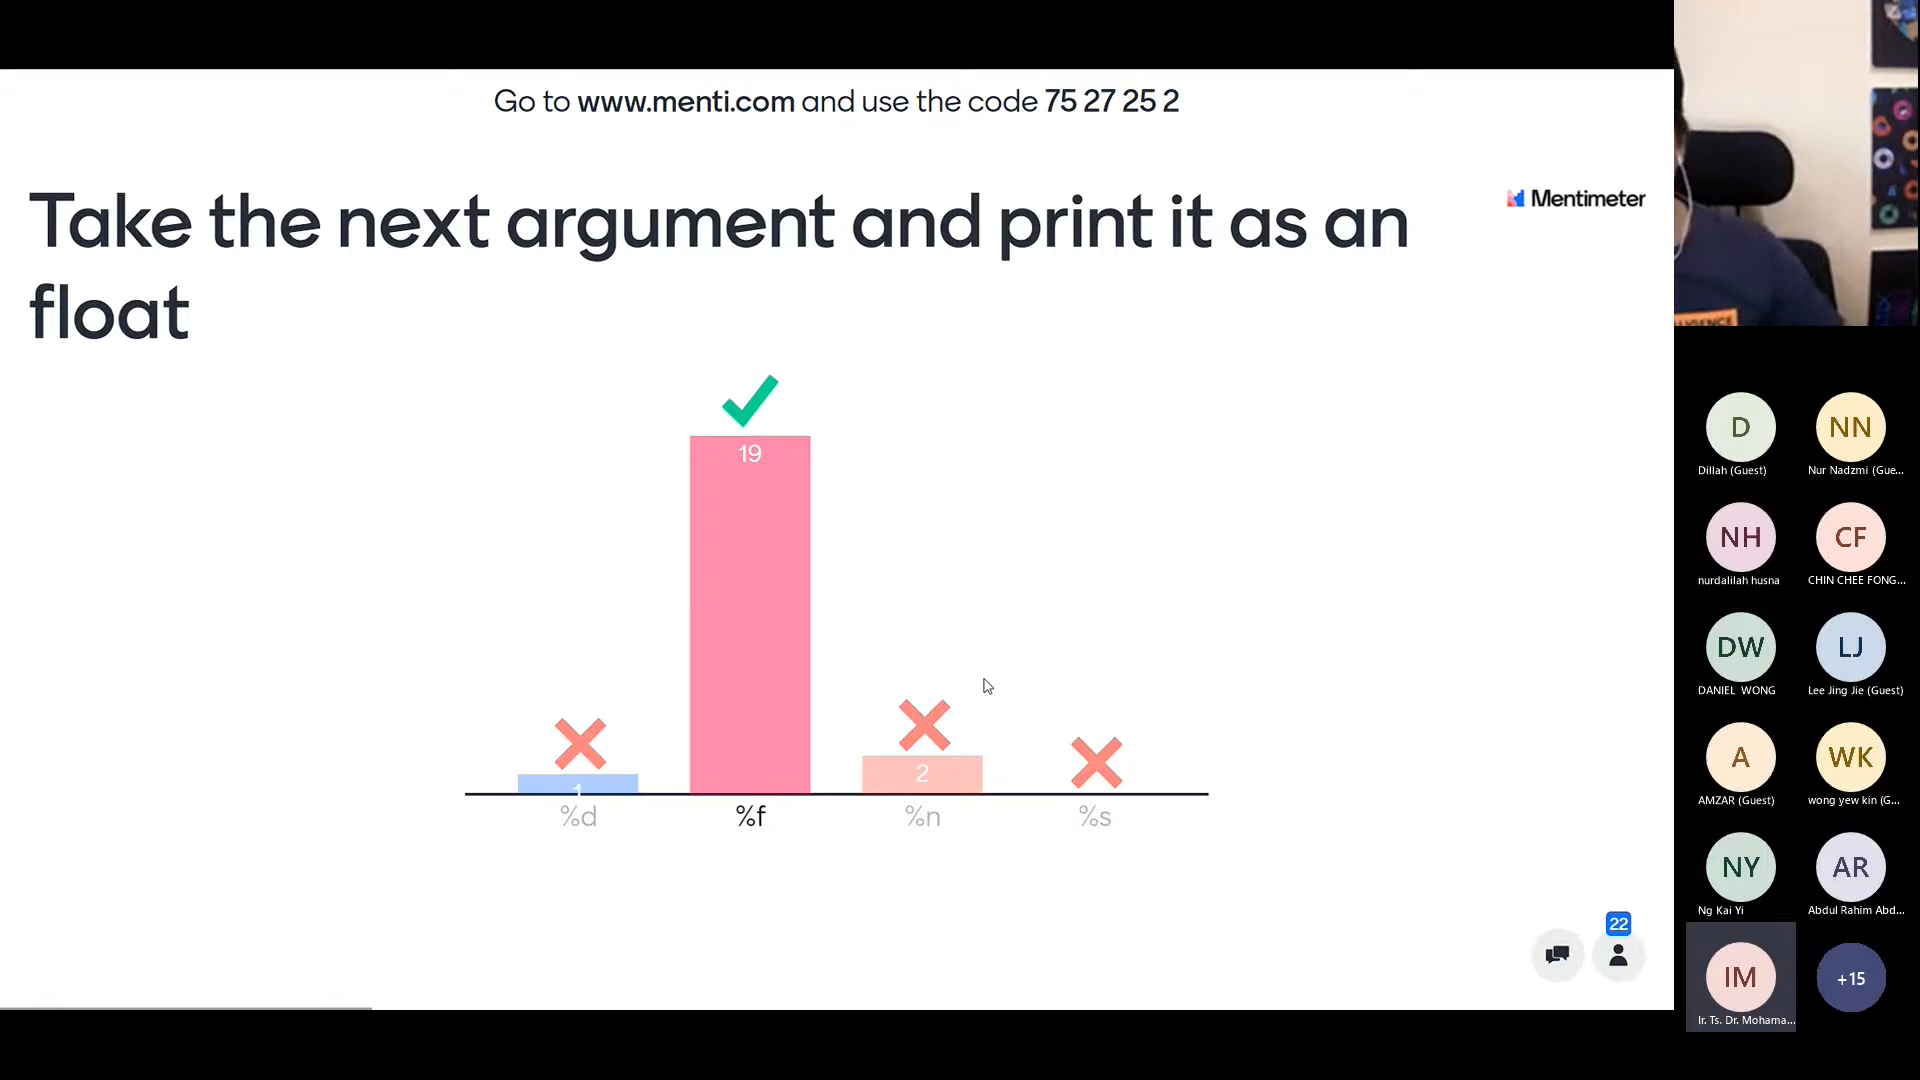 Go to www.menti.com and use the code 75 27 25 2
Mentimeter
Take the next argument and print it as an
float
19
2
1
%d
%f
%n
%s
22
D
NN
Dillah (Guest)
Nur Nadzmi (Gue...
NH
CF
nurdalilah husna
CHIN CHEE FONG...
DW
LJ
DANIEL WONG
Lee Jing Jie (Guest)
A
WK
AMZAR (Guest)
wong yew kin (G...
NY
AR
Ng Kai Yi
Abdul Rahim Abd...
IM
+15
Ir. Ts. Dr. Mohama...